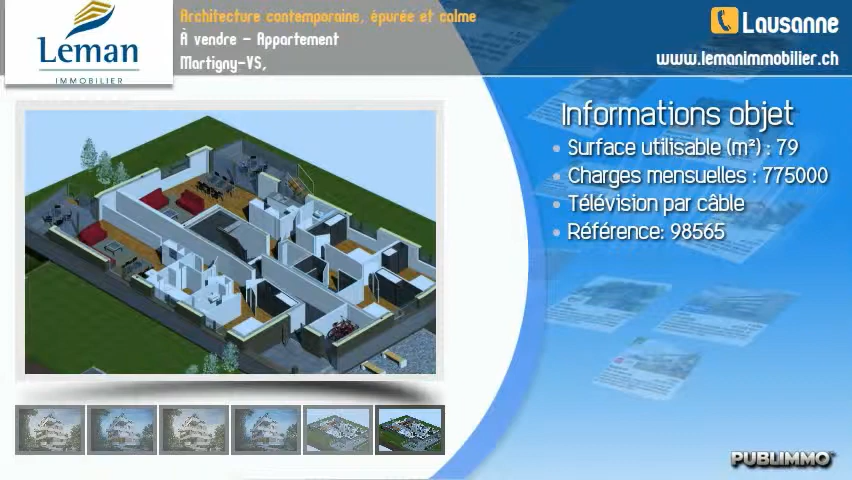 Leman
IMMOBILIER
Architecture contemporaine, épurée et calme
À vendre - Appartement
Martigny-VS,
Lausanne
www.lemanimmobilier.ch
Informations objet
Surface utilisable (m²) : 79
Charges mensuelles : 775000
Télévision par câble
Référence: 98565
PUBLIMMO